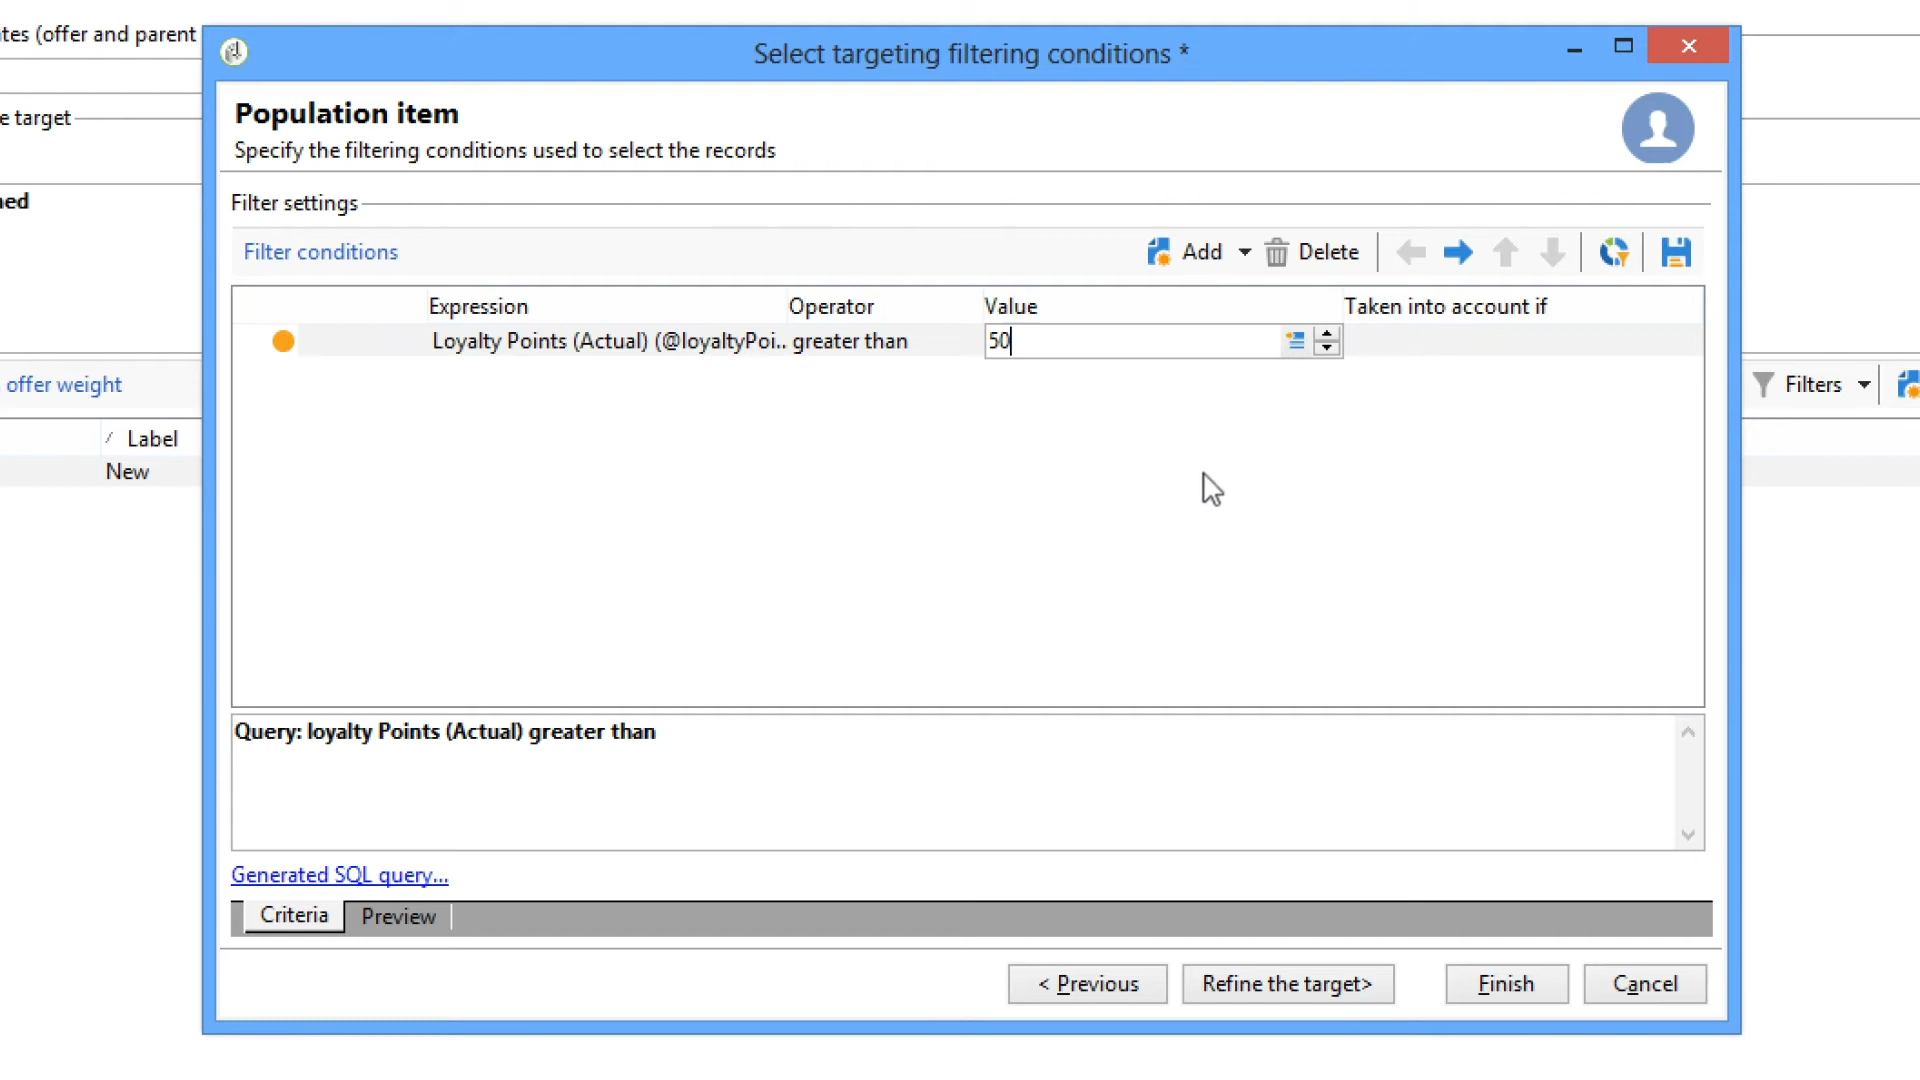 tes (offer and parent
Select targeting filtering conditions *
Population item
Specify the filtering conditions used to select the records
e target
ned
Filter settings
Filter conditions
Add
Delete
Expression Operator Value Taken into account if
Loyalty Points (Actual) (@loyaltyPoi.. greater than 50
offer weight
Filters
Label
New
Query: loyalty Points (Actual) greater than
Generated SQL query...
Criteria Preview
< Previous
Refine the target>
Finish
Cancel